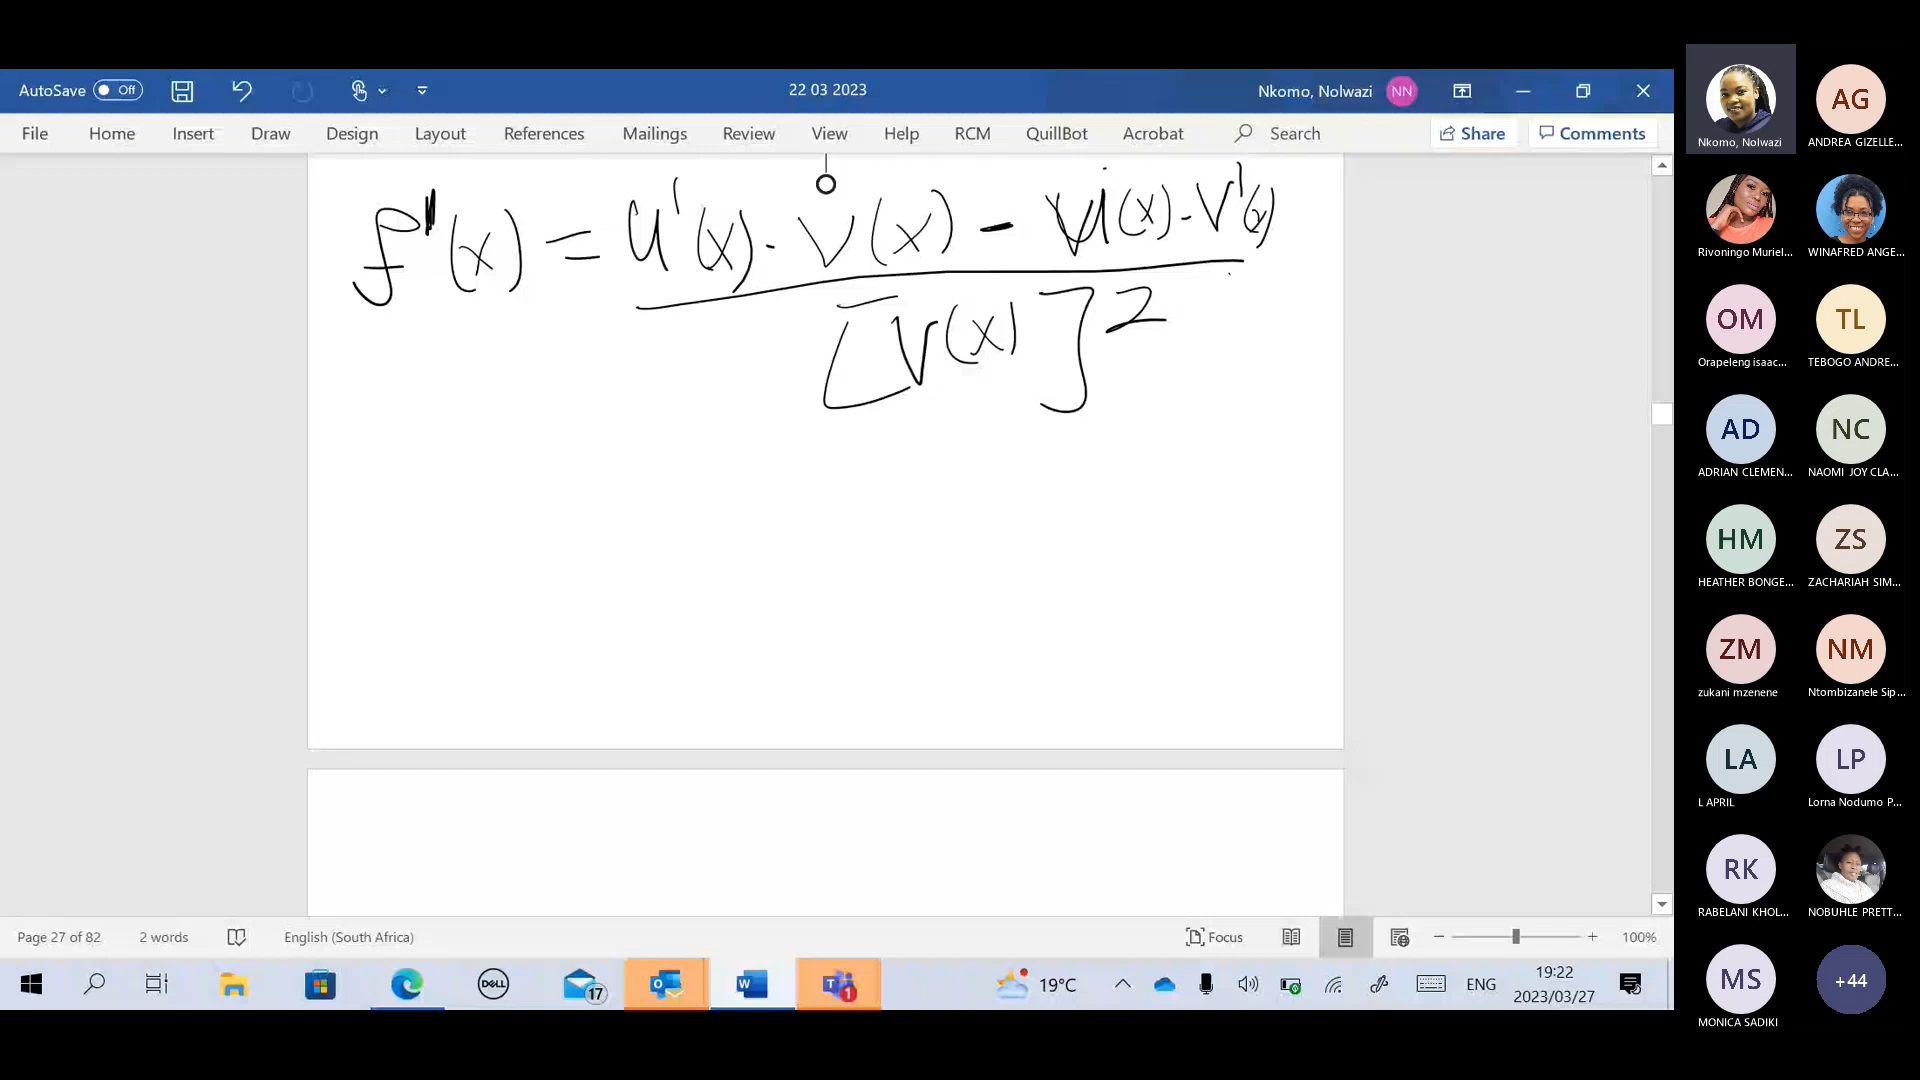 AutoSave Off
22 03 2023
Nkomo, Nolwazi NN
File Home Insert Draw Design Layout References Mailings Review View Help RCM QuillBot Acrobat Search Share Comments
f'(x) = u'(x) · v(x) - u(x) · v'(x)
[v(x)]²
Page 27 of 82 2 words English (South Africa) Focus 100%
DELL 17 1 19°C ENG 19:22
2023/03/27
Nkomo, Nolwazi
AG
ANDREA GIZELLE...
Rivoningo Muriel...
WINAFRED ANGE...
OM
Orapeleng isaac...
TL
TEBOGO ANDRE...
AD
ADRIAN CLEMEN...
NC
NAOMI JOY CLA...
HM
HEATHER BONGE...
ZS
ZACHARIAH SIM...
ZM
zukani mzenene
NM
Ntombizanele Sip...
LA
L APRIL
LP
Lorna Nodumo P...
RK
RABELANI KHOL...
NOBUHLE PRETT...
MS
MONICA SADIKI
+44